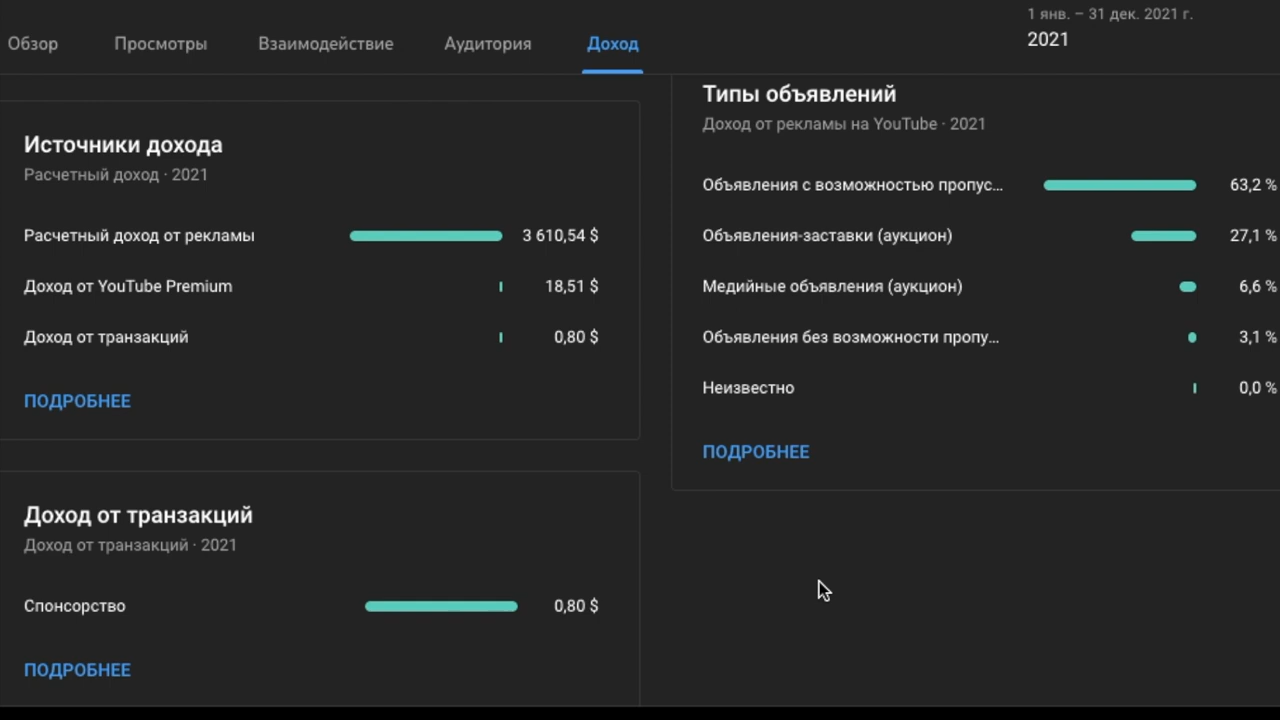 1 янв. – 31 дек. 2021 г.
2021
Обзор
Просмотры
Взаимодействие
Аудитория
Доход
Источники дохода
Расчетный доход · 2021
Расчетный доход от рекламы 3 610,54 $
Доход от YouTube Premium 18,51 $
Доход от транзакций 0,80 $
ПОДРОБНЕЕ
Доход от транзакций
Доход от транзакций · 2021
Спонсорство 0,80 $
ПОДРОБНЕЕ
Типы объявлений
Доход от рекламы на YouTube · 2021
Объявления с возможностью пропус... 63,2 %
Объявления-заставки (аукцион) 27,1 %
Медийные объявления (аукцион) 6,6 %
Объявления без возможности пропу... 3,1 %
Неизвестно 0,0 %
ПОДРОБНЕЕ